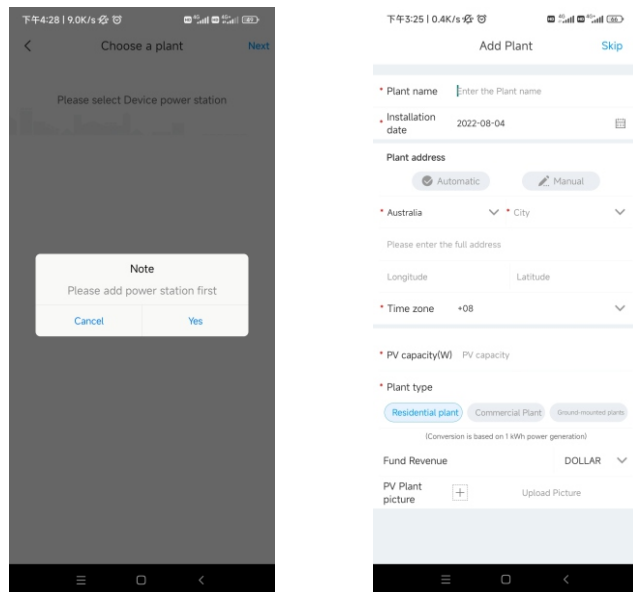 下午4:28 | 9.0K/s
Choose a plant
Next
Please select Device power station
Note
Please add power station first
Cancel
Yes
下午3:25 | 0.4K/s
Add Plant
Skip
* Plant name
Enter the Plant name
* Installation date
2022-08-04
Plant address
Automatic
Manual
* Australia
* City
Please enter the full address
Longitude
Latitude
* Time zone
+08
* PV capacity(W)
PV capacity
* Plant type
Residential plant
Commercial Plant
Ground-mounted plants
(Conversion is based on 1 kWh power generation)
Fund Revenue
DOLLAR
PV Plant picture
Upload Picture